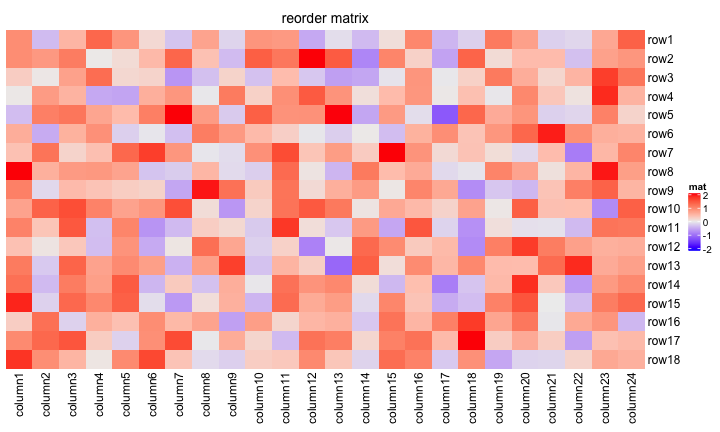 reorder matrix
row1
row2
row3
row4
row5
row6
row7
row8
row9
row10
row11
row12
row13
row14
row15
row16
row17
row18
mat
2
1
0
-1
-2
column1
column2
column3
column4
column5
column6
column7
column8
column9
column10
column11
column12
column13
column14
column15
column16
column17
column18
column19
column20
column21
column22
column23
column24